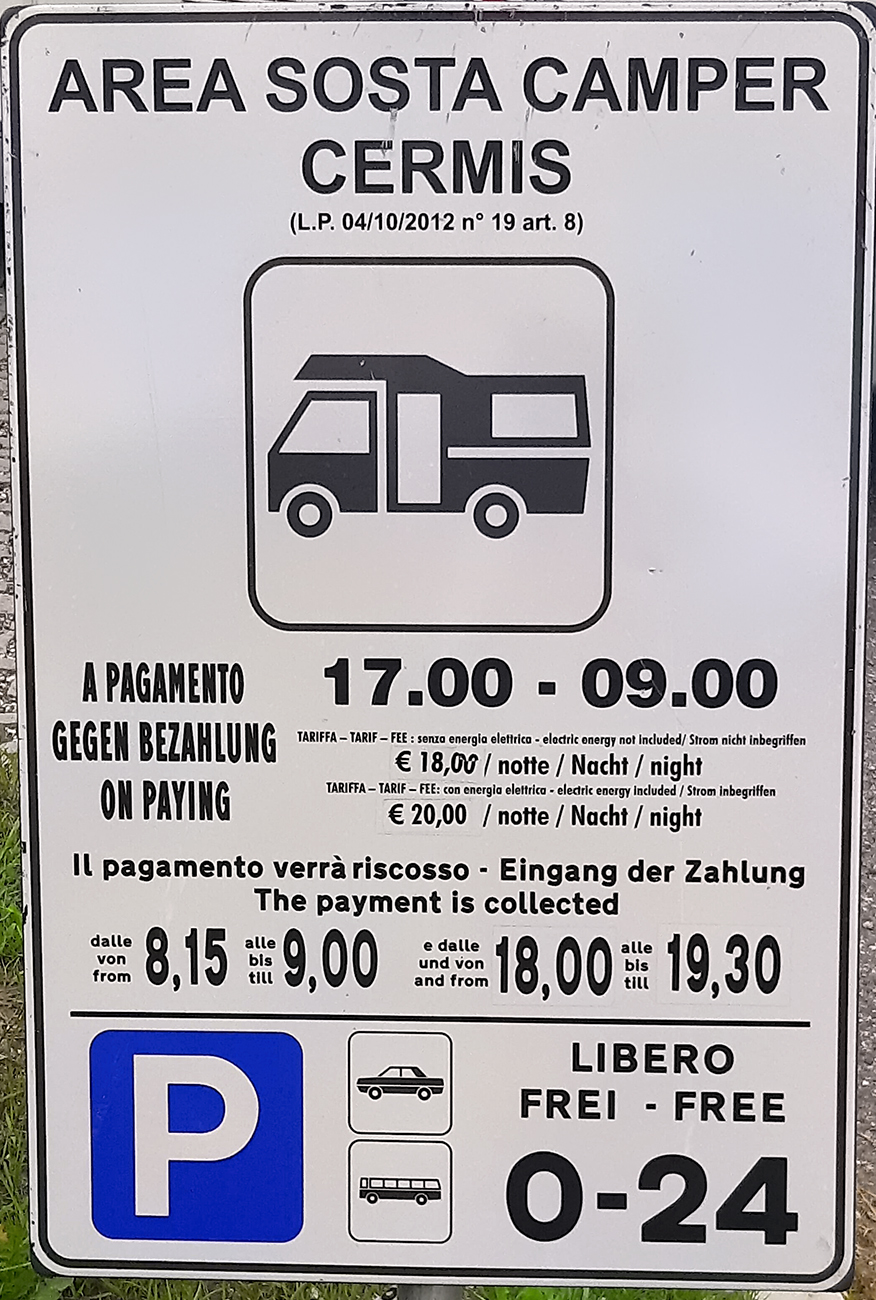 AREA SOSTA CAMPER
CERMIS
(L.P. 04/10/2012 n° 19 art. 8)
A PAGAMENTO
GEGEN BEZAHLUNG
ON PAYING
17.00 - 09.00
TARIFFA – TARIF – FEE : senza energia elettrica - electric energy not included/ Strom nicht inbegriffen
€ 18,00 / notte / Nacht / night
TARIFFA – TARIF – FEE: con energia elettrica - electric energy included / Strom inbegriffen
€ 20,00 / notte / Nacht / night
Il pagamento verrà riscosso - Eingang der Zahlung
The payment is collected
dalle
von
from
8,15
alle
bis
till
9,00
e dalle
und von
and from
18,00
alle
bis
till
19,30
P
LIBERO
FREI - FREE
0-24